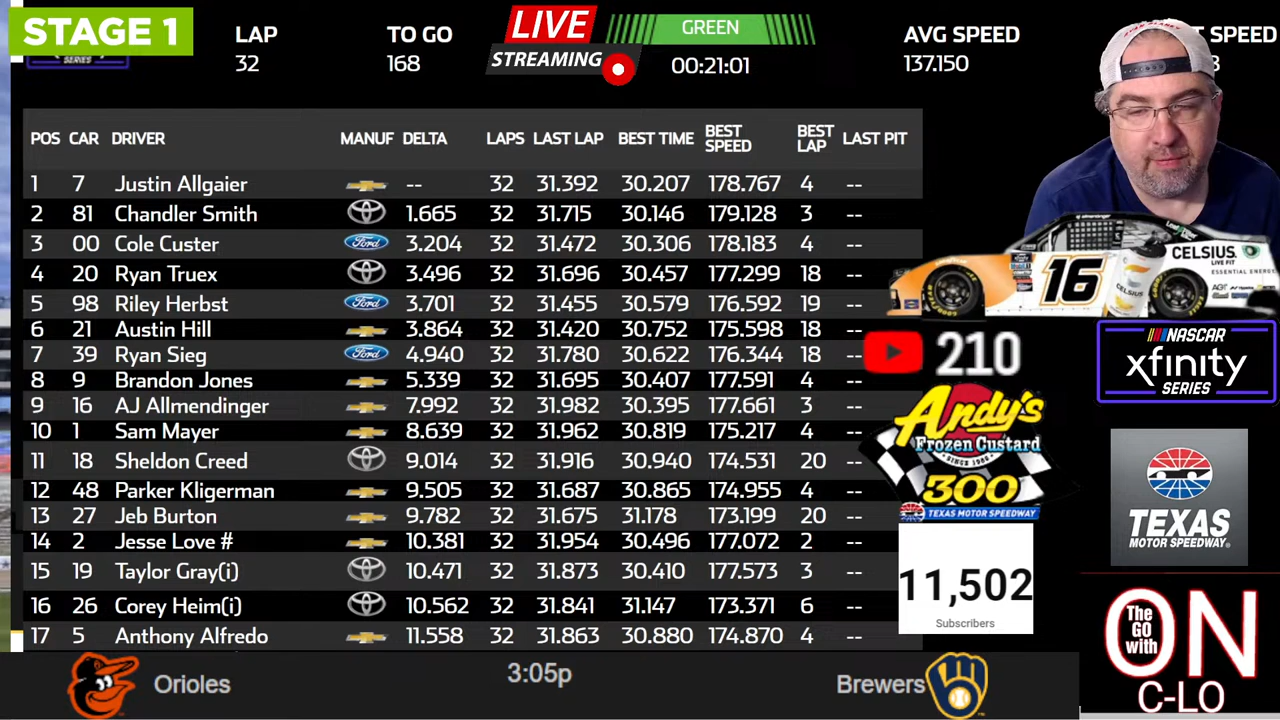 STAGE 1
LAP
32
TO GO
168
LIVE
STREAMING
GREEN
00:21:01
AVG SPEED
137.150
T SPEED
SERIES
POS CAR DRIVER MANUF DELTA LAPS LAST LAP BEST TIME BEST SPEED BEST LAP LAST PIT
1 7 Justin Allgaier -- 32 31.392 30.207 178.767 4 --
2 81 Chandler Smith 1.665 32 31.715 30.146 179.128 3 --
3 00 Cole Custer Ford 3.204 32 31.472 30.306 178.183 4 --
4 20 Ryan Truex 3.496 32 31.696 30.457 177.299 18 --
5 98 Riley Herbst Ford 3.701 32 31.455 30.579 176.592 19 --
6 21 Austin Hill 3.864 32 31.420 30.752 175.598 18 --
7 39 Ryan Sieg Ford 4.940 32 31.780 30.622 176.344 18 --
8 9 Brandon Jones 5.339 32 31.695 30.407 177.591 4 --
9 16 AJ Allmendinger 7.992 32 31.982 30.395 177.661 3 --
10 1 Sam Mayer 8.639 32 31.962 30.819 175.217 4 --
11 18 Sheldon Creed 9.014 32 31.916 30.940 174.531 20 --
12 48 Parker Kligerman 9.505 32 31.687 30.865 174.955 4 --
13 27 Jeb Burton 9.782 32 31.675 31.178 173.199 20 --
14 2 Jesse Love # 10.381 32 31.954 30.496 177.072 2 --
15 19 Taylor Gray(i) 10.471 32 31.873 30.410 177.573 3 --
16 26 Corey Heim(i) 10.562 32 31.841 31.147 173.371 6 --
17 5 Anthony Alfredo 11.558 32 31.863 30.880 174.870 4 --
16
CELSIUS
LIVE FIT
ESSENTIAL ENERGY
CELSIUS
210
NASCAR
xfinity
SERIES
Andy's
Frozen Custard
SINCE 1986
300
TEXAS MOTOR SPEEDWAY
TEXAS
MOTOR SPEEDWAY
11,502
Subscribers
The
GO
with
ON
C-LO
Orioles
3:05p
Brewers